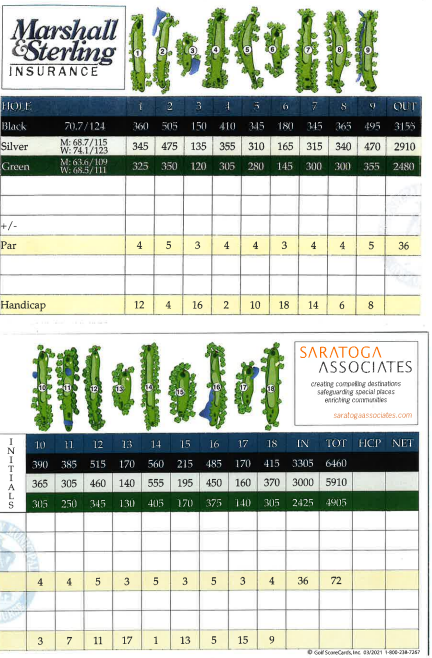 Marshall
& Sterling
INSURANCE
1 2 3 4 5 6 7 8 9
HOLE 1 2 3 4 5 6 7 8 9 OUT
Black 70.7/124 360 505 150 410 345 180 345 365 495 3155
Silver M: 68.7/115 W: 74.1/123 345 475 135 355 310 165 315 340 470 2910
Green M: 63.6/109 W: 68.5/111 325 350 120 305 280 145 300 300 355 2480
+/-
Par 4 5 3 4 4 3 4 4 5 36
Handicap 12 4 16 2 10 18 14 6 8
10 11 12 13 14 15 16 17 18
SARATOGA
ASSOCIATES
creating compelling destinations
safeguarding special places
enriching communities
saratogaassociates.com
INITIALS 10 11 12 13 14 15 16 17 18 IN TOT HCP NET
390 385 515 170 560 215 485 170 415 3305 6460
365 305 460 140 555 195 450 160 370 3000 5910
305 250 345 130 405 170 375 140 305 2425 4905
4 4 5 3 5 3 5 3 4 36 72
3 7 11 17 1 13 5 15 9
© Golf ScoreCards, Inc. 03/2021 1-800-238-7267